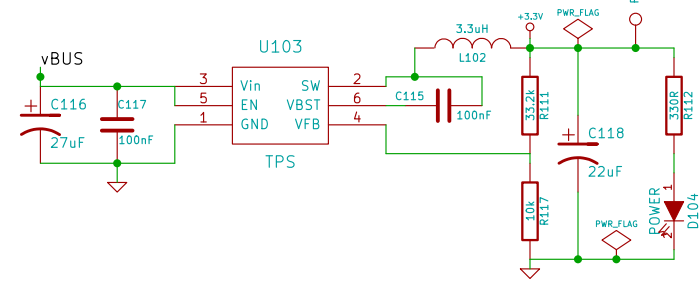 vBUS
C116
27uF
C117
100nF
U103
3 Vin SW 2
5 EN VBST 6
1 GND VFB 4
TPS
3.3uH
L102
C115
100nF
+3.3V
PWR_FLAG
33.2k
R111
10k
R117
C118
22uF
330R
R112
PWR_FLAG
POWER
1
2
D104